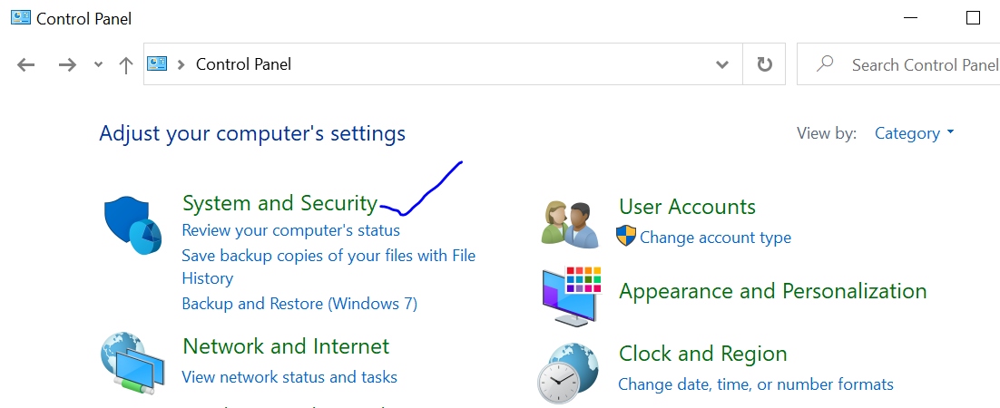 Control Panel
Control Panel
Search Control Panel
Adjust your computer's settings
View by: Category
System and Security
Review your computer's status
Save backup copies of your files with File
History
Backup and Restore (Windows 7)
Network and Internet
View network status and tasks
User Accounts
Change account type
Appearance and Personalization
Clock and Region
Change date, time, or number formats